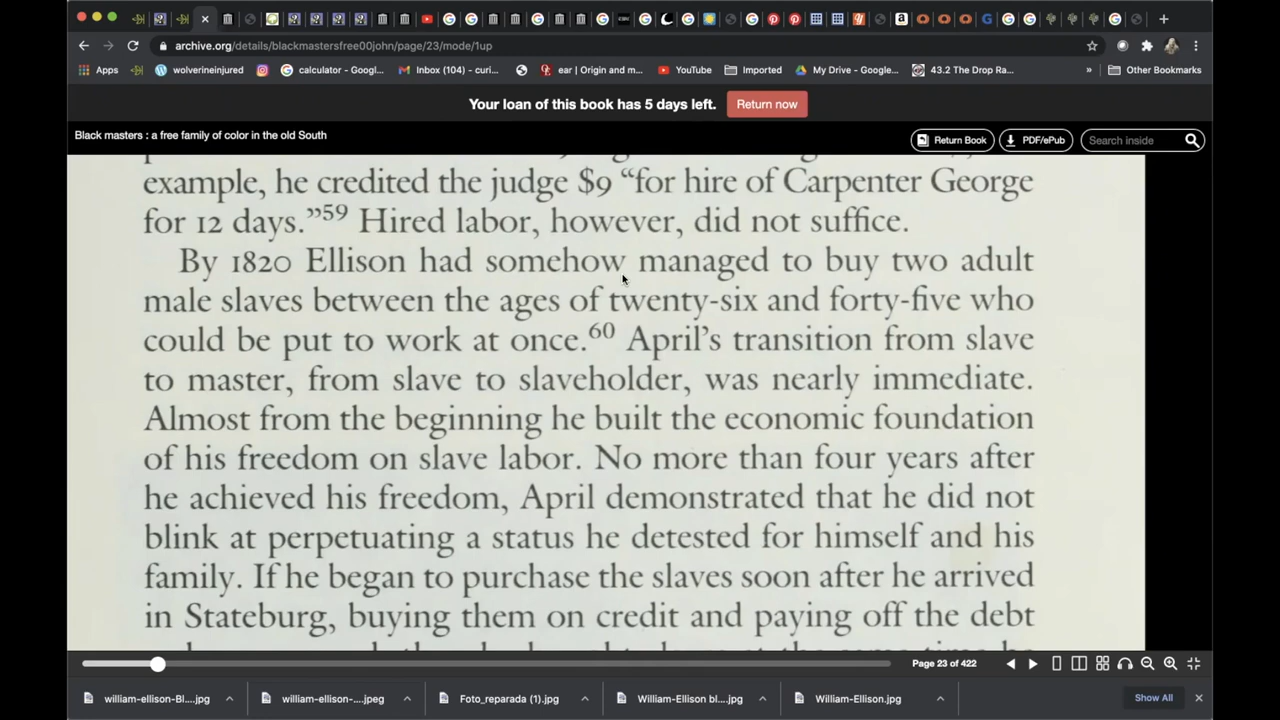 archive.org/details/blackmastersfree00john/page/23/mode/1up
Apps wolverineinjured calculator - Googl... Inbox (104) - curi... ear | Origin and m... YouTube Imported My Drive - Google... 43.2 The Drop Ra... » Other Bookmarks
Your loan of this book has 5 days left. Return now
Black masters : a free family of color in the old South
Return Book PDF/ePub Search inside
example, he credited the judge $9 “for hire of Carpenter George
for 12 days.”59 Hired labor, however, did not suffice.
By 1820 Ellison had somehow managed to buy two adult
male slaves between the ages of twenty-six and forty-five who
could be put to work at once.60 April’s transition from slave
to master, from slave to slaveholder, was nearly immediate.
Almost from the beginning he built the economic foundation
of his freedom on slave labor. No more than four years after
he achieved his freedom, April demonstrated that he did not
blink at perpetuating a status he detested for himself and his
family. If he began to purchase the slaves soon after he arrived
in Stateburg, buying them on credit and paying off the debt
Page 23 of 422
william-ellison-Bl....jpg william-ellison-....jpeg Foto_reparada (1).jpg William-Ellison bl....jpg William-Ellison.jpg Show All